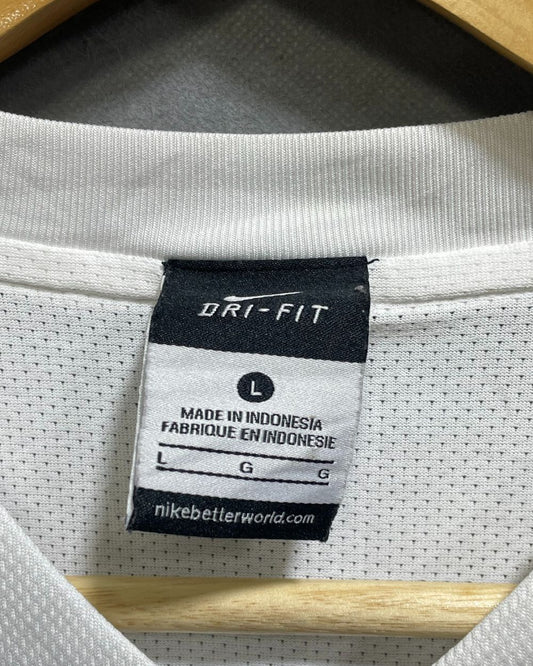 DRI-FIT
L
MADE IN INDONESIA
FABRIQUE EN INDONESIE
L G G
nikebetterworld.com